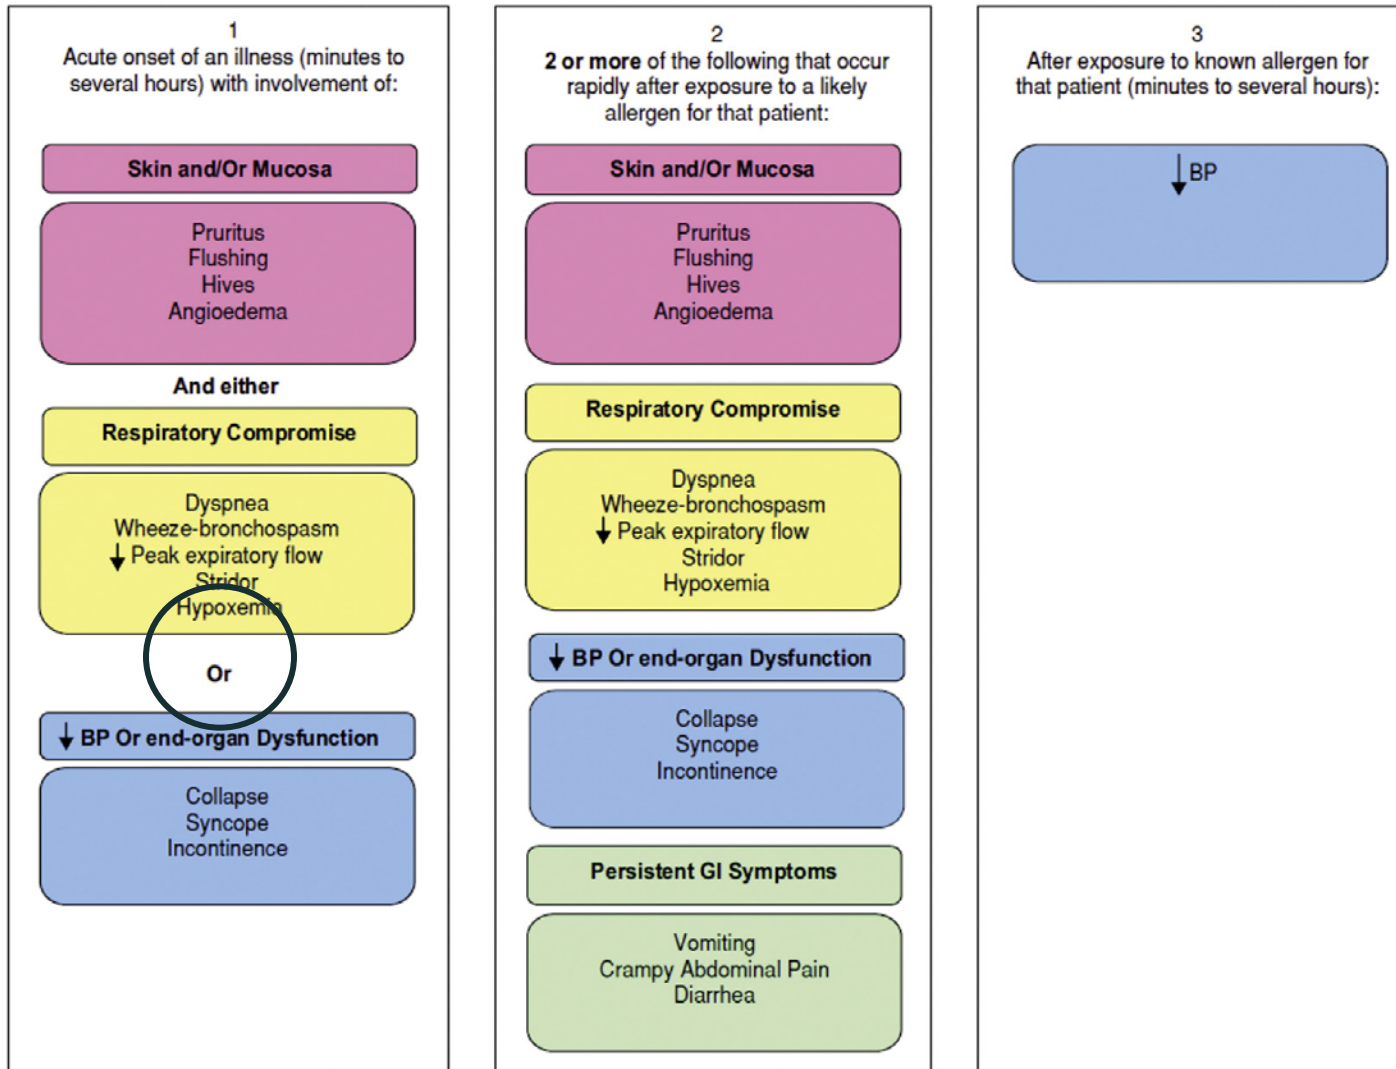 1
Acute onset of an illness (minutes to
several hours) with involvement of:
Skin and/Or Mucosa
Pruritus
Flushing
Hives
Angioedema
And either
Respiratory Compromise
Dyspnea
Wheeze-bronchospasm
↓ Peak expiratory flow
Stridor
Hypoxemia
Or
↓ BP Or end-organ Dysfunction
Collapse
Syncope
Incontinence
2
2 or more of the following that occur
rapidly after exposure to a likely
allergen for that patient:
Skin and/Or Mucosa
Pruritus
Flushing
Hives
Angioedema
Respiratory Compromise
Dyspnea
Wheeze-bronchospasm
↓ Peak expiratory flow
Stridor
Hypoxemia
↓ BP Or end-organ Dysfunction
Collapse
Syncope
Incontinence
Persistent GI Symptoms
Vomiting
Crampy Abdominal Pain
Diarrhea
3
After exposure to known allergen for
that patient (minutes to several hours):
↓ BP